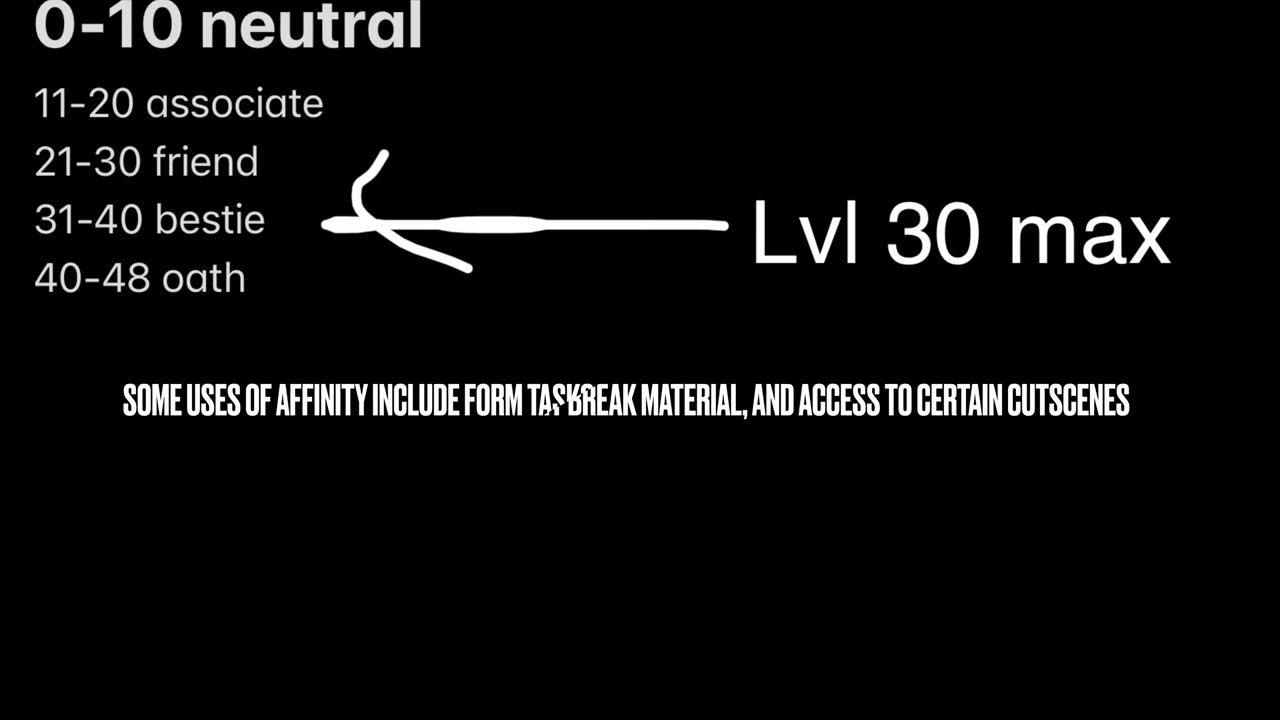 0-10 neutral
11-20 associate
21-30 friend
31-40 bestie
40-48 oath
Lvl 30 max
SOME USES OF AFFINITY INCLUDE FORM MATERIAL, AND ACCESS TO CERTAIN CUTSCENES